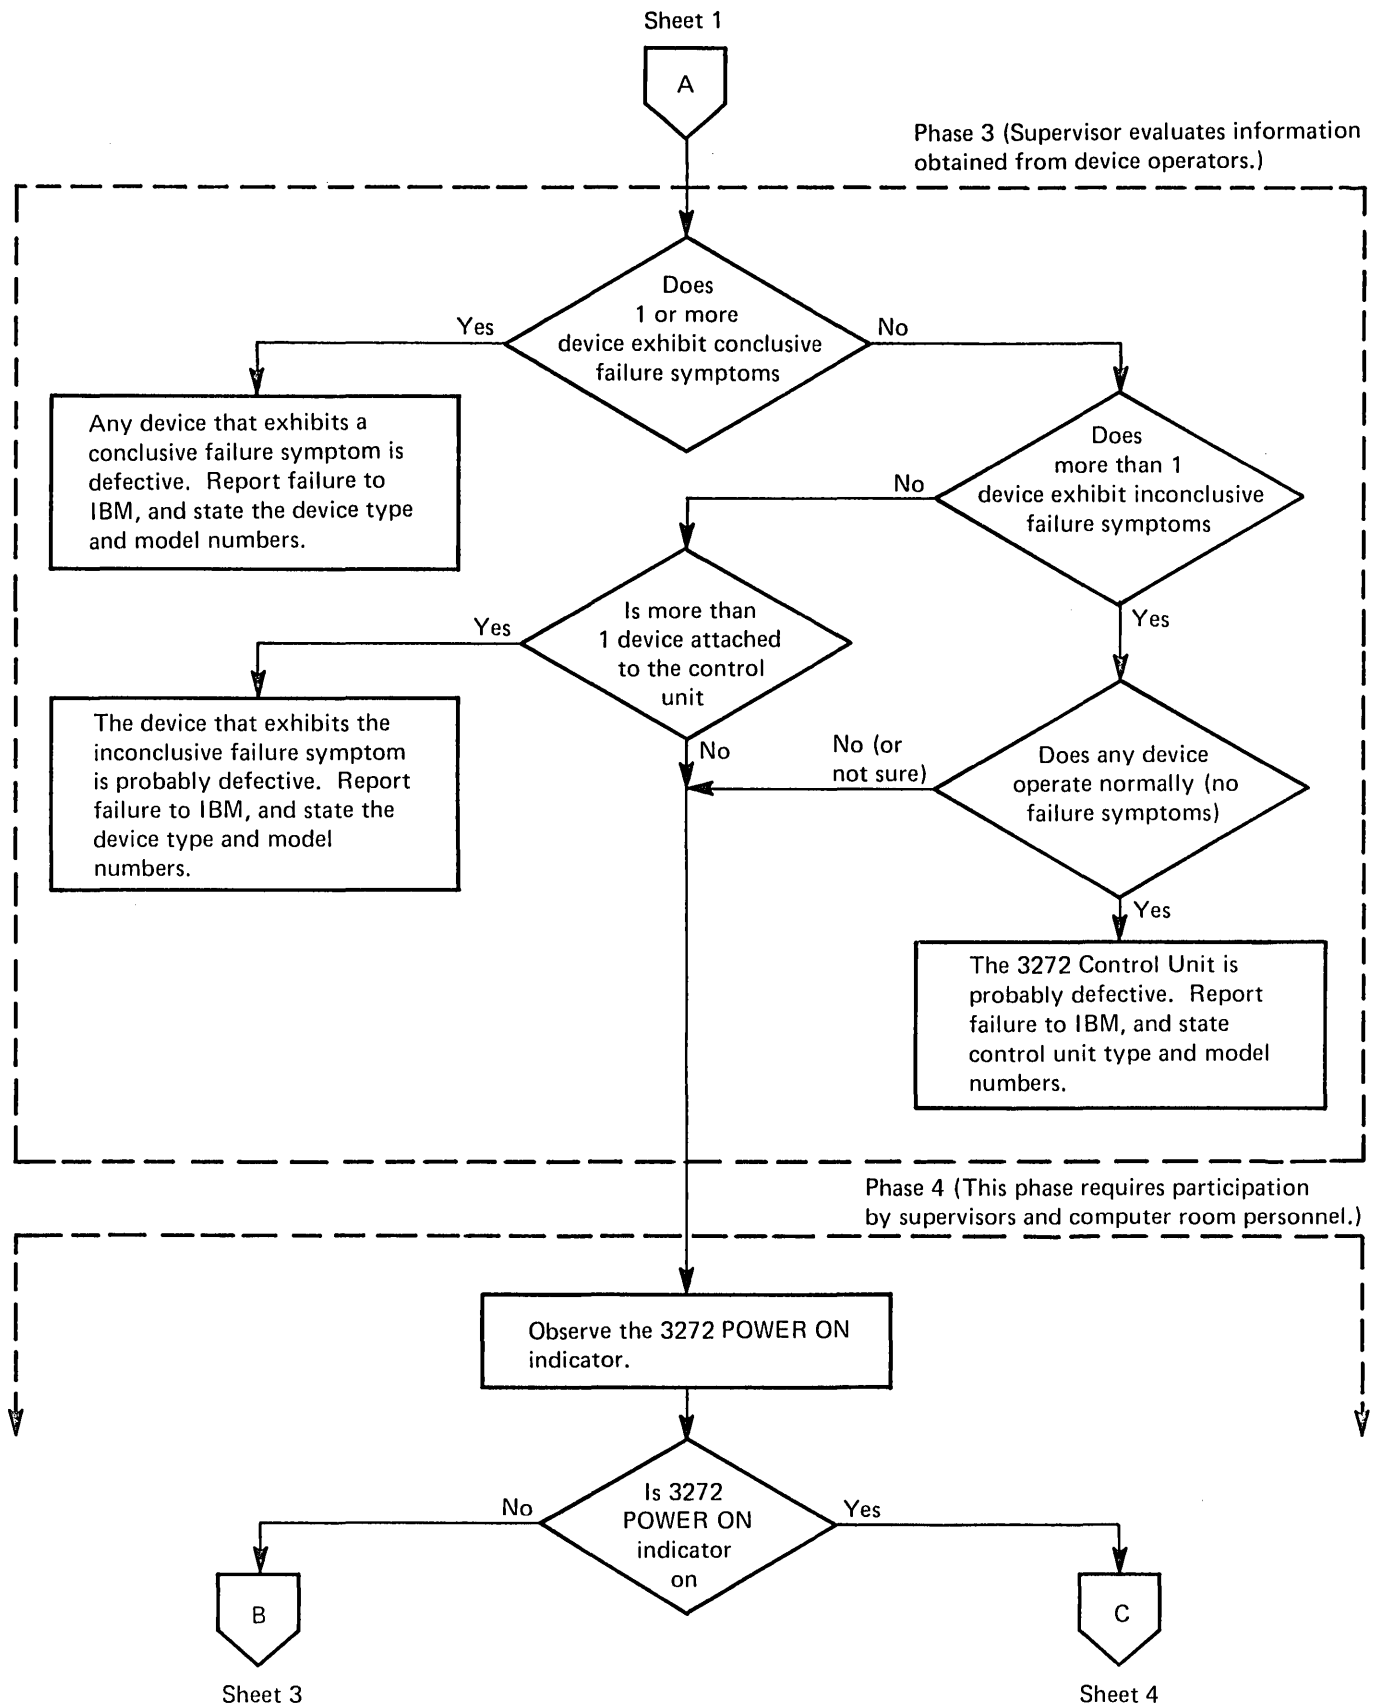 Sheet 1
A
Phase 3 (Supervisor evaluates information
obtained from device operators.)
Does
1 or more
device exhibit conclusive
failure symptoms
Yes
No
Any device that exhibits a
conclusive failure symptom is
defective. Report failure to
IBM, and state the device type
and model numbers.
Does
more than 1
device exhibit inconclusive
failure symptoms
No
Yes
Is more than
1 device attached
to the control
unit
Yes
No
The device that exhibits the
inconclusive failure symptom
is probably defective. Report
failure to IBM, and state the
device type and model
numbers.
No (or
not sure)
Does any device
operate normally (no
failure symptoms)
Yes
The 3272 Control Unit is
probably defective. Report
failure to IBM, and state
control unit type and model
numbers.
Phase 4 (This phase requires participation
by supervisors and computer room personnel.)
Observe the 3272 POWER ON
indicator.
Is 3272
POWER ON
indicator
on
No
Yes
B
C
Sheet 3
Sheet 4